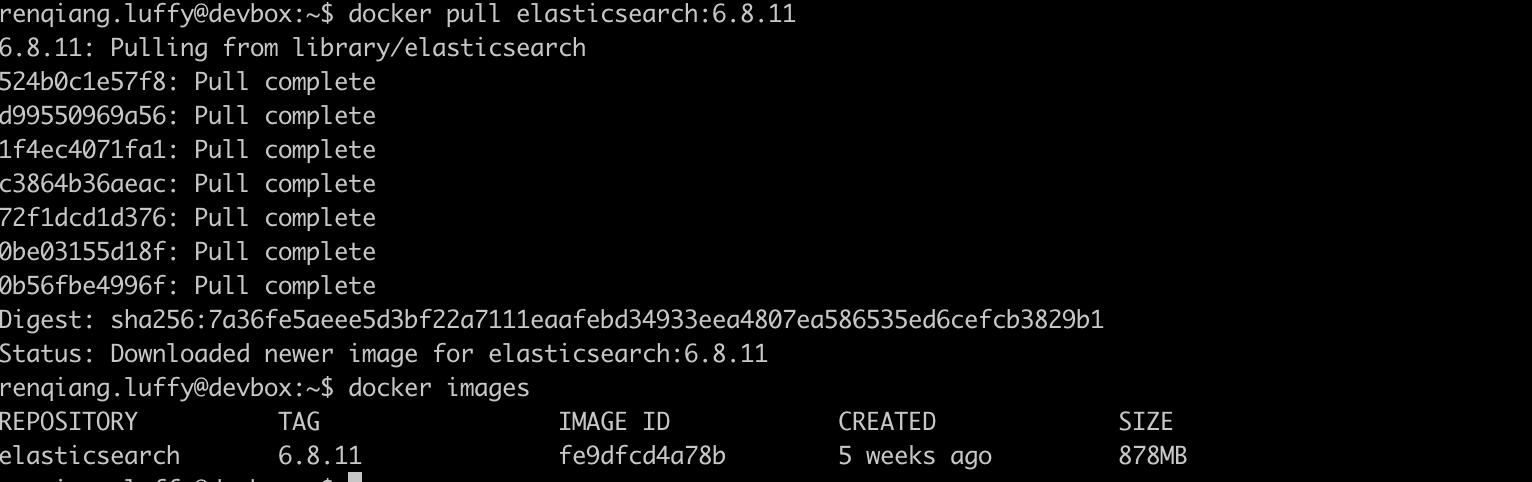 renqiang.luffy@devbox:~$ docker pull elasticsearch:6.8.11
6.8.11: Pulling from library/elasticsearch
524b0c1e57f8: Pull complete
d99550969a56: Pull complete
1f4ec4071fa1: Pull complete
c3864b36aeac: Pull complete
72f1dcd1d376: Pull complete
0be03155d18f: Pull complete
0b56fbe4996f: Pull complete
Digest: sha256:7a36fe5aeee5d3bf22a7111eaafebd34933eea4807ea586535ed6cefcb3829b1
Status: Downloaded newer image for elasticsearch:6.8.11
renqiang.luffy@devbox:~$ docker images
REPOSITORY TAG IMAGE ID CREATED SIZE
elasticsearch 6.8.11 fe9dfcd4a78b 5 weeks ago 878MB